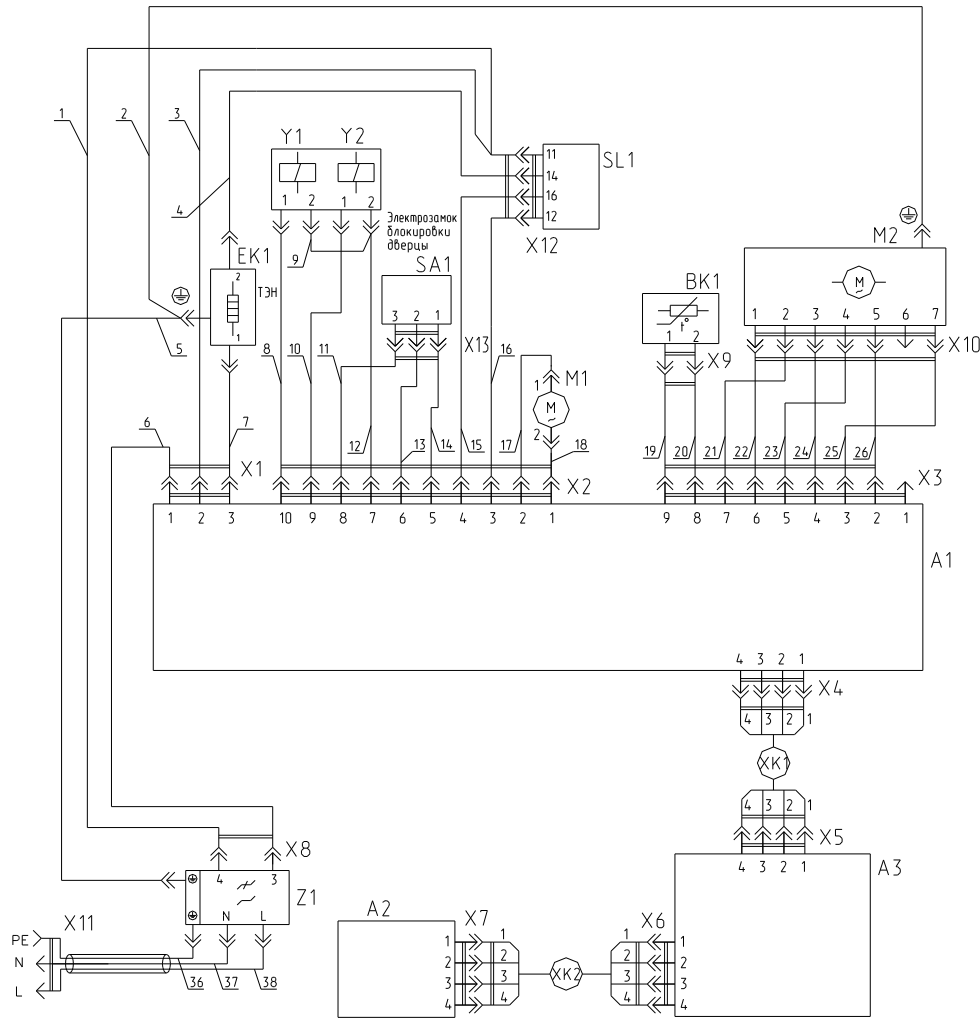 1 2 3
Y1 Y2
11
14
16
12
SL1
X12
4
1 2 1 2
9
Электрозамок
блокировки
дверцы
EK1
2
ТЭН
1
5
SA1
3 2 1
X13
BK1
t°
1 2
X9
M2
M
~
1 2 3 4 5 6 7
X10
8 10 11 16
1
M1
M
~
2
6 7
12 13 14 15 17 18
19 20 21 22 23 24 25 26
X1
X2
X3
1 2 3
10 9 8 7 6 5 4 3 2 1
9 8 7 6 5 4 3 2 1
A1
4 3 2 1
X4
4 3 2 1
XK1
4 3 2 1
X5
4 3 2 1
A3
X8
4 3
Z1
N L
X11
PE
N
L
36 37 38
A2
X7
1
2
3
4
1
2
3
4
XK2
X6
1
2
3
4
1
2
3
4